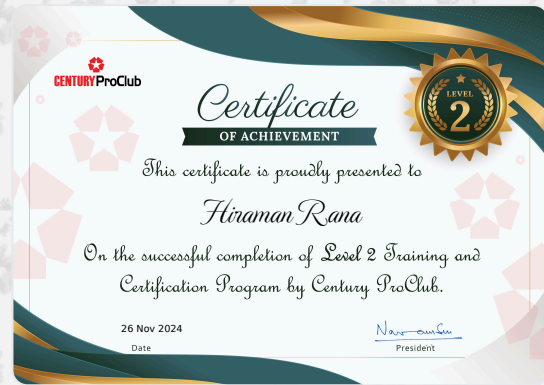 CENTURY ProClub
Certificate
OF ACHIEVEMENT
LEVEL
2
This certificate is proudly presented to
Hiraman Rana
On the successful completion of Level 2 Training and
Certification Program by Century ProClub.
26 Nov 2024
Date
President